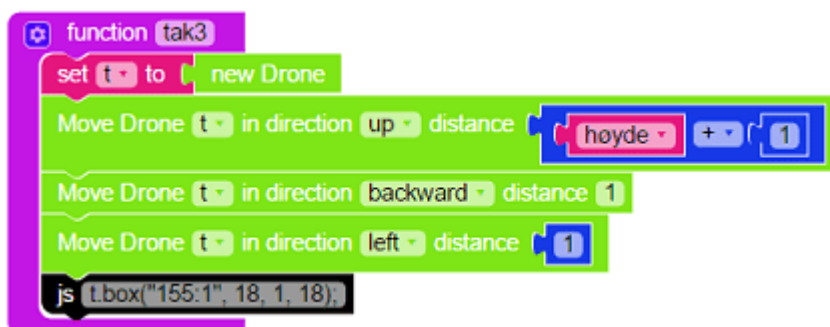 function tak3
set t to new Drone
Move Drone t in direction up distance høyde + 1
Move Drone t in direction backward distance 1
Move Drone t in direction left distance 1
js t.box("155:1", 18, 1, 18);